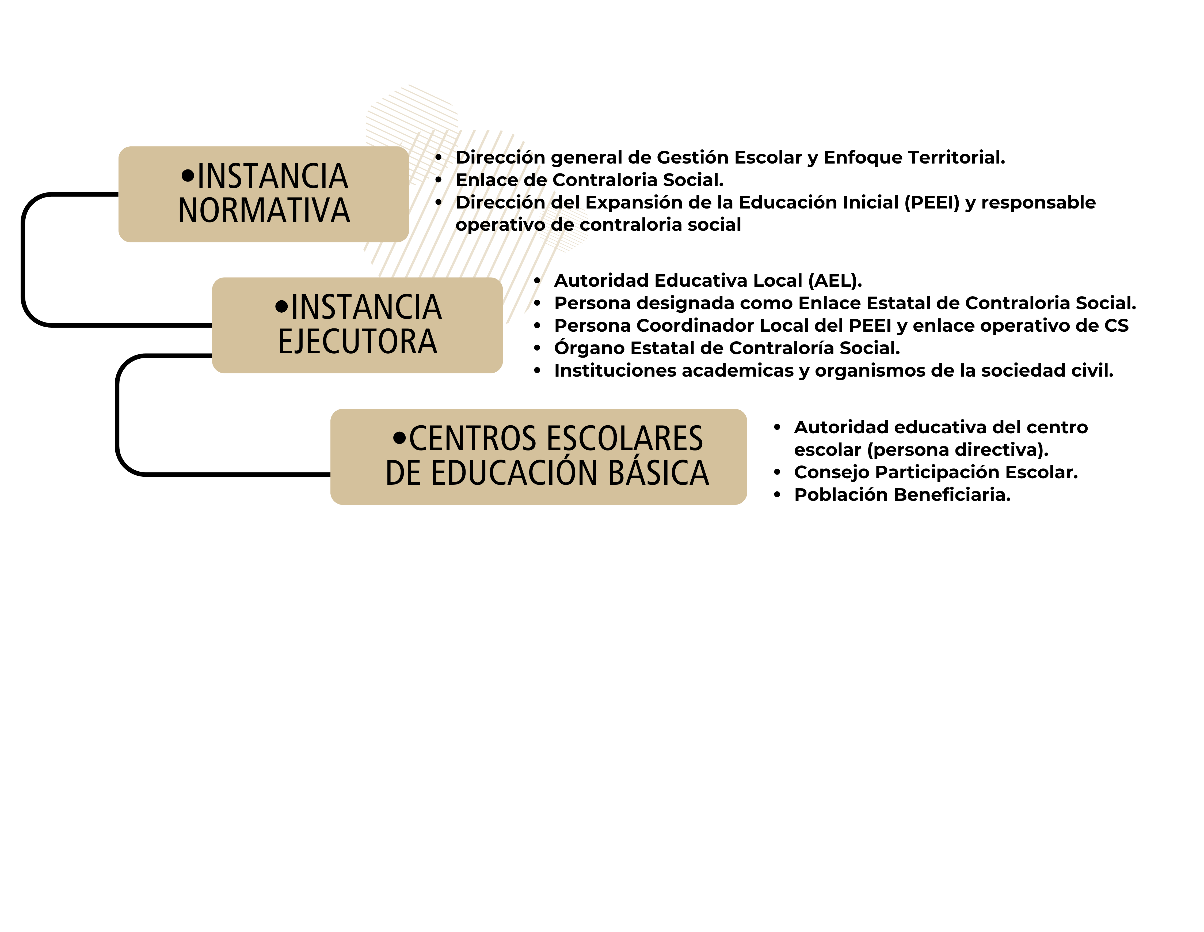 •INSTANCIA
NORMATIVA
• Dirección general de Gestión Escolar y Enfoque Territorial.
• Enlace de Contraloria Social.
• Dirección del Expansión de la Educación Inicial (PEEI) y responsable
operativo de contraloria social
•INSTANCIA
EJECUTORA
• Autoridad Educativa Local (AEL).
• Persona designada como Enlace Estatal de Contraloria Social.
• Persona Coordinador Local del PEEI y enlace operativo de CS
• Órgano Estatal de Contraloría Social.
• Instituciones academicas y organismos de la sociedad civil.
•CENTROS ESCOLARES
DE EDUCACIÓN BÁSICA
• Autoridad educativa del centro
escolar (persona directiva).
• Consejo Participación Escolar.
• Población Beneficiaria.